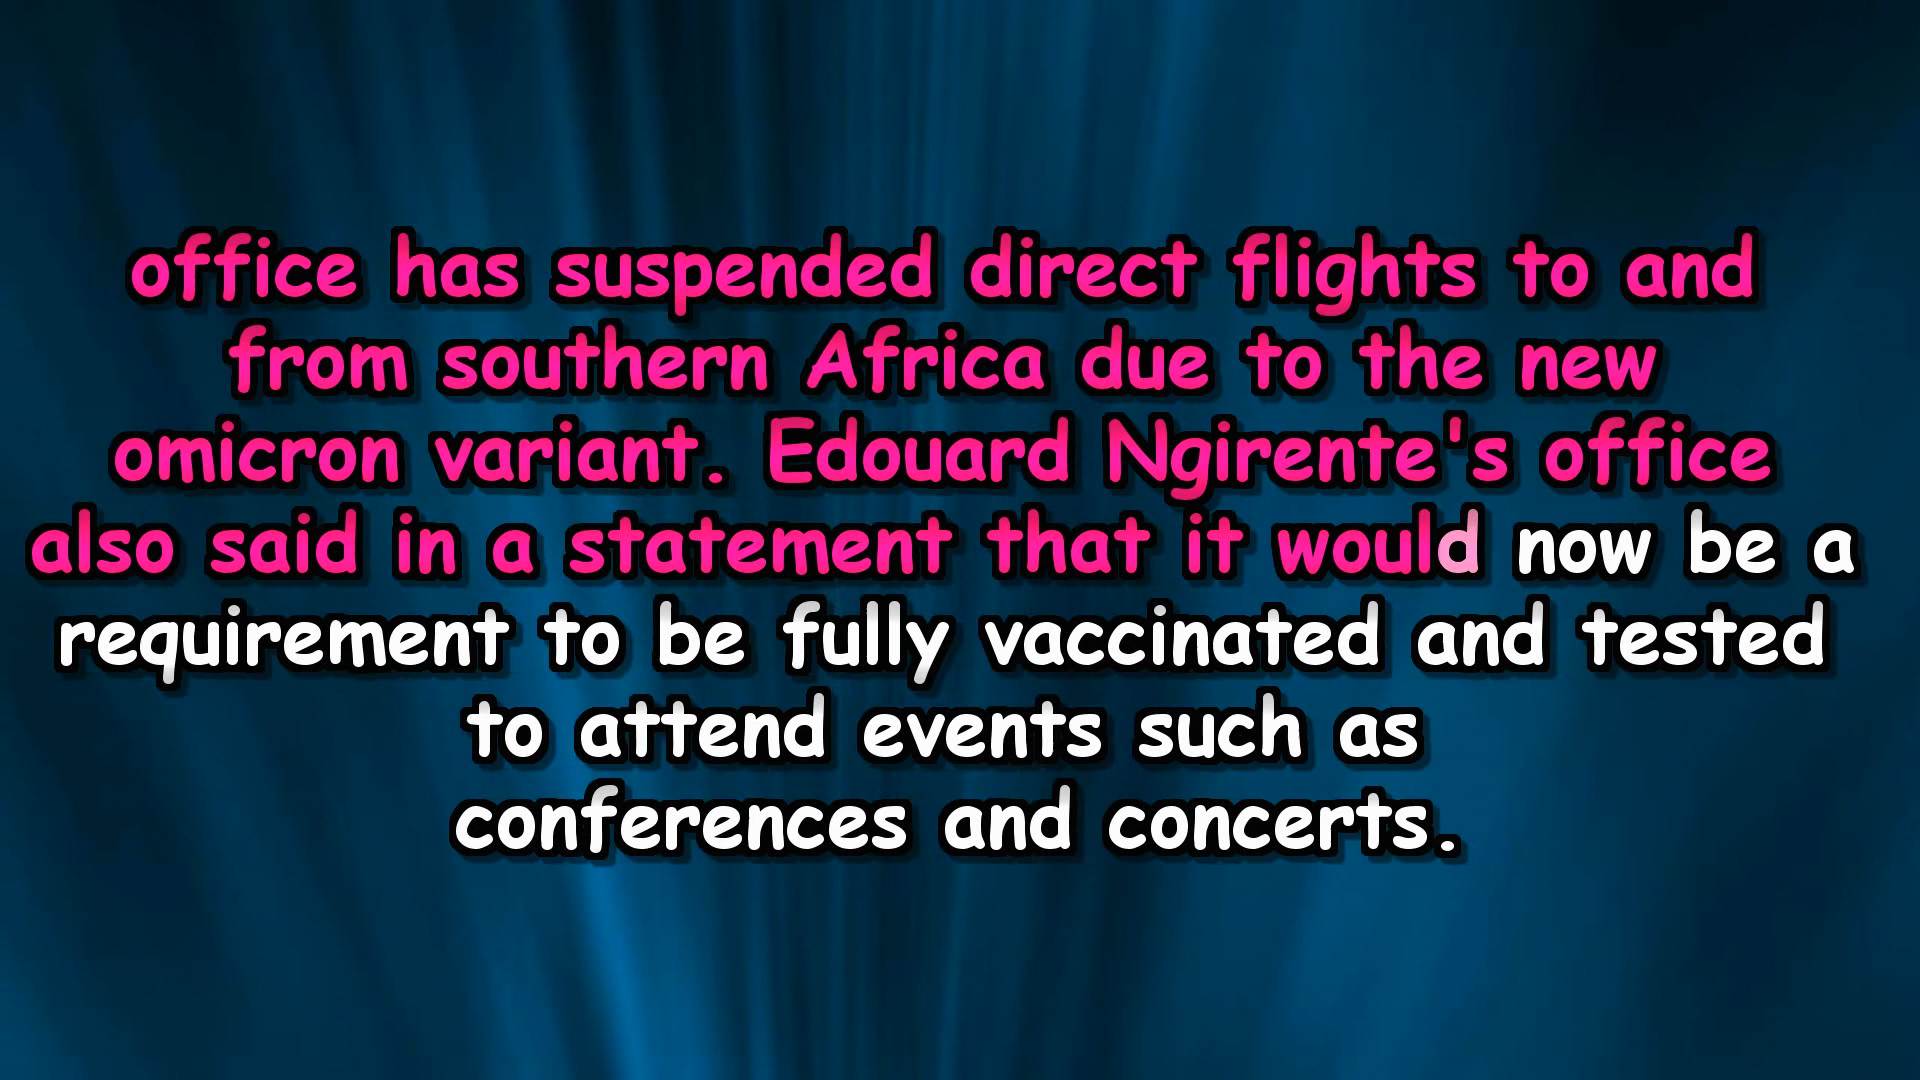 office has suspended direct flights to and
from southern Africa due to the new
omicron variant. Edouard Ngirente's office
also said in a statement that it would now be a
requirement to be fully vaccinated and tested
to attend events such as
conferences and concerts.